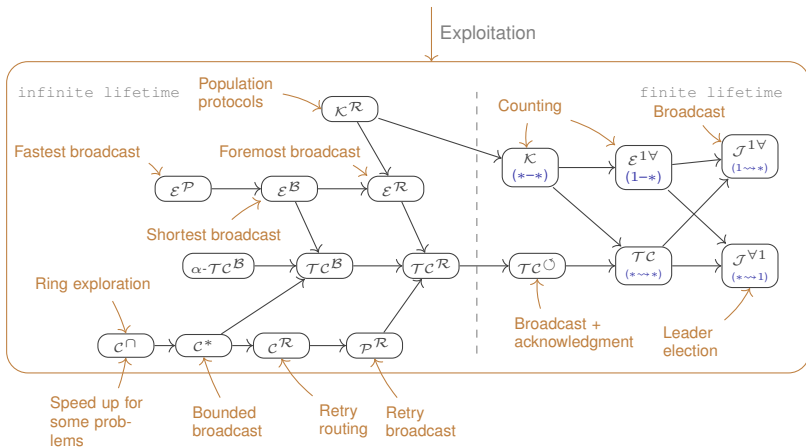 Exploitation
infinite lifetime
finite lifetime
Population
protocols
Counting
Broadcast
𝒦^ℛ
Fastest broadcast
Foremost broadcast
𝒦
(∗−∗)
ℰ^1∀
(1−∗)
𝒥^1∀
(1⇝∗)
ℰ^𝒫
ℰ^ℬ
ℰ^ℛ
Shortest broadcast
α-𝒯𝒞^ℬ
𝒯𝒞^ℬ
𝒯𝒞^ℛ
𝒯𝒞^↺
𝒯𝒞
(∗⇝∗)
𝒥^∀1
(∗⇝1)
Ring exploration
Broadcast +
acknowledgment
Leader
election
𝒞^∩
𝒞^*
𝒞^ℛ
𝒫^ℛ
Speed up for
some prob-
lems
Bounded
broadcast
Retry
routing
Retry
broadcast